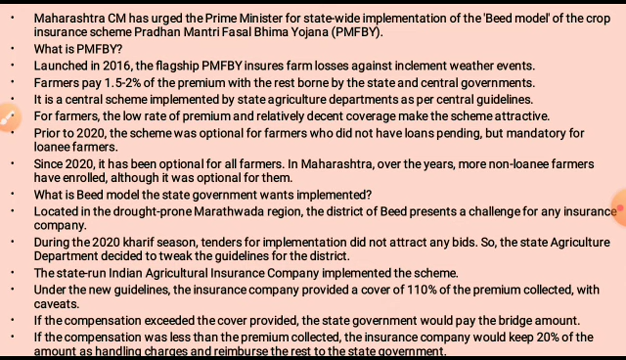 • Maharashtra CM has urged the Prime Minister for state-wide implementation of the 'Beed model' of the crop
insurance scheme Pradhan Mantri Fasal Bhima Yojana (PMFBY).
• What is PMFBY?
• Launched in 2016, the flagship PMFBY insures farm losses against inclement weather events.
• Farmers pay 1.5-2% of the premium with the rest borne by the state and central governments.
• It is a central scheme implemented by state agriculture departments as per central guidelines.
• For farmers, the low rate of premium and relatively decent coverage make the scheme attractive.
• Prior to 2020, the scheme was optional for farmers who did not have loans pending, but mandatory for
loanee farmers.
• Since 2020, it has been optional for all farmers. In Maharashtra, over the years, more non-loanee farmers
have enrolled, although it was optional for them.
• What is Beed model the state government wants implemented?
• Located in the drought-prone Marathwada region, the district of Beed presents a challenge for any insurance
company.
• During the 2020 kharif season, tenders for implementation did not attract any bids. So, the state Agriculture
Department decided to tweak the guidelines for the district.
• The state-run Indian Agricultural Insurance Company implemented the scheme.
• Under the new guidelines, the insurance company provided a cover of 110% of the premium collected, with
caveats.
• If the compensation exceeded the cover provided, the state government would pay the bridge amount.
• If the compensation was less than the premium collected, the insurance company would keep 20% of the
amount as handling charges and reimburse the rest to the state government.